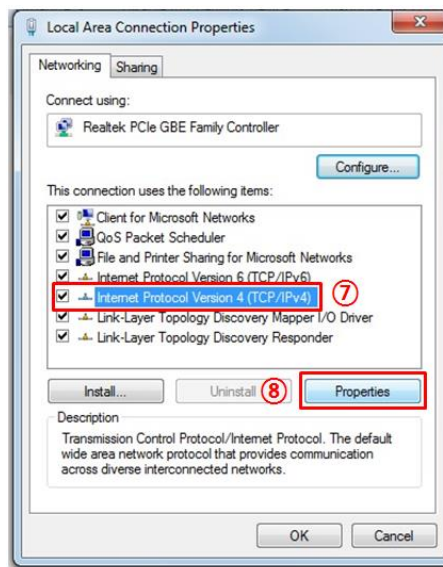 Local Area Connection Properties
Networking
Sharing
Connect using:
Realtek PCIe GBE Family Controller
Configure...
This connection uses the following items:
Client for Microsoft Networks
QoS Packet Scheduler
File and Printer Sharing for Microsoft Networks
Internet Protocol Version 6 (TCP/IPv6)
Internet Protocol Version 4 (TCP/IPv4) ⑦
Link-Layer Topology Discovery Mapper I/O Driver
Link-Layer Topology Discovery Responder
Install... Uninstall ⑧ Properties
Description
Transmission Control Protocol/Internet Protocol. The default
wide area network protocol that provides communication
across diverse interconnected networks.
OK Cancel